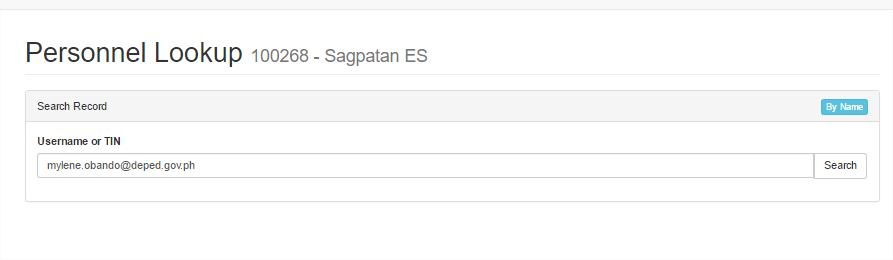 Personnel Lookup 100268 - Sagpatan ES
Search Record By Name
Username or TIN
mylene.obando@deped.gov.ph Search